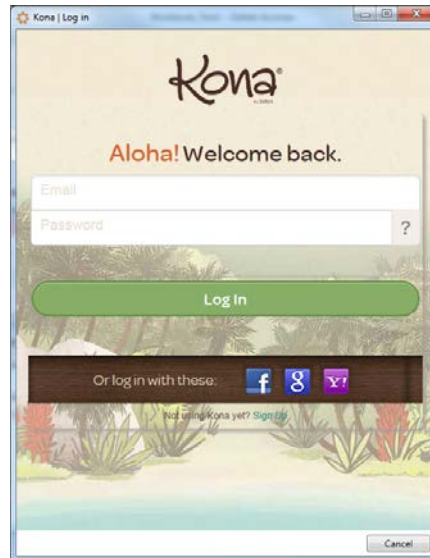 Kona | Log in
Kona®
Aloha! Welcome back.
Email
Password
?
Log In
Or log in with these:
f
g
Y!
Not using Kona yet? Sign Up
Cancel